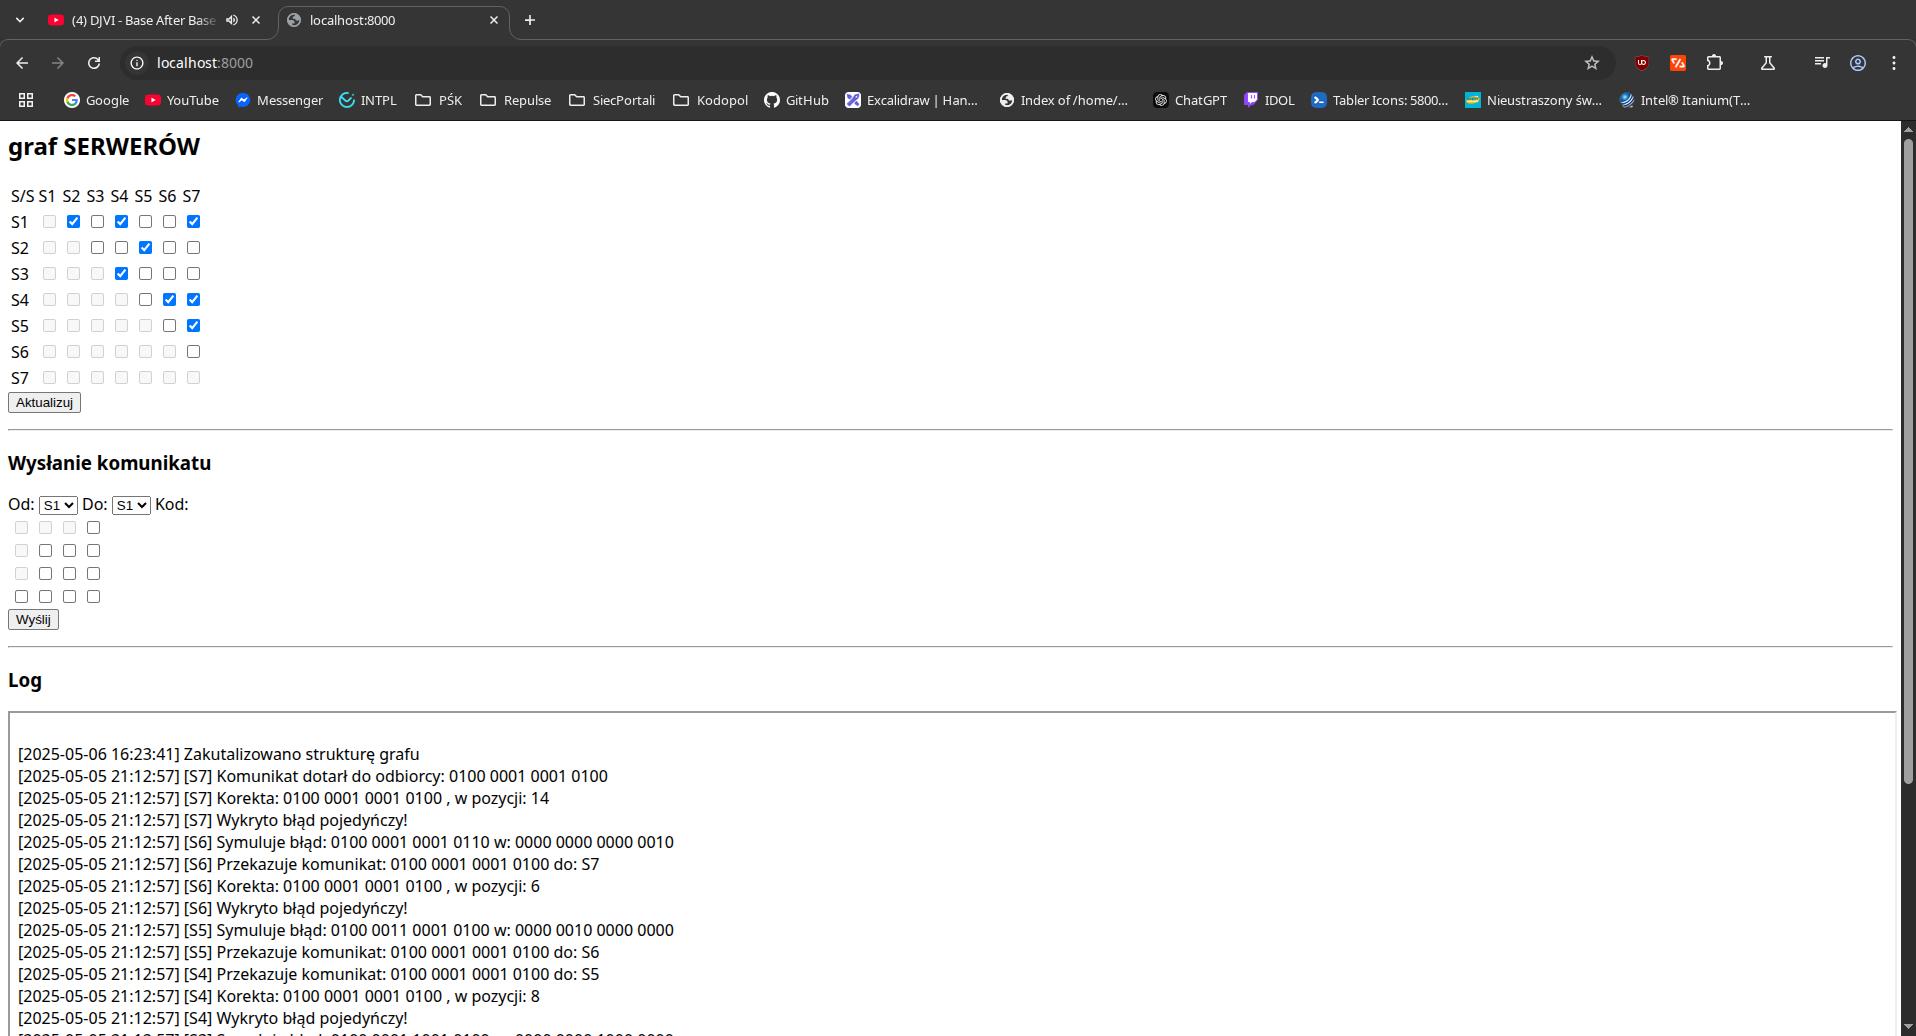 (4) DJVI - Base After Base
localhost:8000
localhost:8000
Google YouTube Messenger INTPL PŚK Repulse SiecPortali Kodopol GitHub Excalidraw | Han... Index of /home/... ChatGPT IDOL Tabler Icons: 5800... Nieustraszony św... Intel® Itanium(T...
graf SERWERÓW
S/S S1 S2 S3 S4 S5 S6 S7
S1
S2
S3
S4
S5
S6
S7
Aktualizuj
Wysłanie komunikatu
Od: S1 Do: S1 Kod:
Wyślij
Log
[2025-05-06 16:23:41] Zakutalizowano strukturę grafu
[2025-05-05 21:12:57] [S7] Komunikat dotarł do odbiorcy: 0100 0001 0001 0100
[2025-05-05 21:12:57] [S7] Korekta: 0100 0001 0001 0100 , w pozycji: 14
[2025-05-05 21:12:57] [S7] Wykryto błąd pojedyńczy!
[2025-05-05 21:12:57] [S6] Symuluje błąd: 0100 0001 0001 0110 w: 0000 0000 0000 0010
[2025-05-05 21:12:57] [S6] Przekazuje komunikat: 0100 0001 0001 0100 do: S7
[2025-05-05 21:12:57] [S6] Korekta: 0100 0001 0001 0100 , w pozycji: 6
[2025-05-05 21:12:57] [S6] Wykryto błąd pojedyńczy!
[2025-05-05 21:12:57] [S5] Symuluje błąd: 0100 0011 0001 0100 w: 0000 0010 0000 0000
[2025-05-05 21:12:57] [S5] Przekazuje komunikat: 0100 0001 0001 0100 do: S6
[2025-05-05 21:12:57] [S4] Przekazuje komunikat: 0100 0001 0001 0100 do: S5
[2025-05-05 21:12:57] [S4] Korekta: 0100 0001 0001 0100 , w pozycji: 8
[2025-05-05 21:12:57] [S4] Wykryto błąd pojedyńczy!